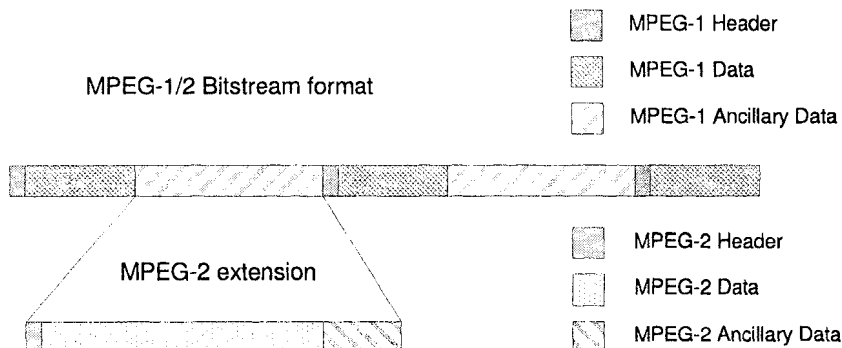 MPEG-1 Header
MPEG-1/2 Bitstream format
MPEG-1 Data
MPEG-1 Ancillary Data
MPEG-2 Header
MPEG-2 extension
MPEG-2 Data
MPEG-2 Ancillary Data